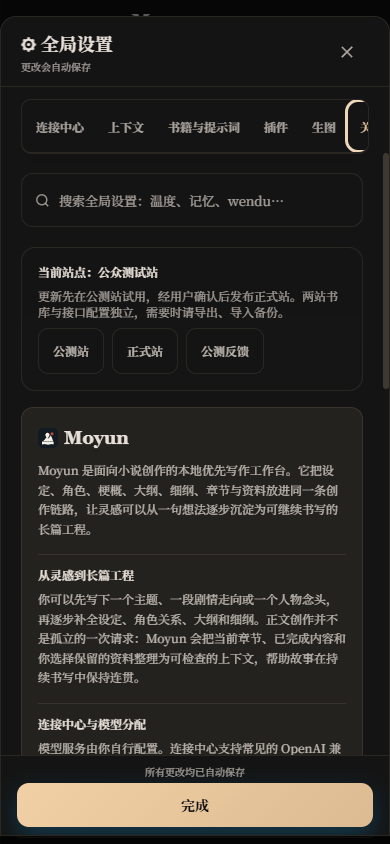 全局设置
更改会自动保存
连接中心 上下文 书籍与提示词 插件 生图
搜索全局设置：温度、记忆、wendu…
当前站点：公众测试站
更新先在公测站试用，经用户确认后发布正式站。两站书
库与接口配置独立，需要时请导出、导入备份。
公测站 正式站 公测反馈
Moyun
Moyun 是面向小说创作的本地优先写作工作台。它把设
定、角色、梗概、大纲、细纲、章节与资料放进同一条创
作链路，让灵感可以从一句想法逐步沉淀为可继续书写的
长篇工程。
从灵感到长篇工程
你可以先写下一个主题、一段剧情走向或一个人物念头，
再逐步补全设定、角色关系、大纲和细纲。正文创作并不
是孤立的一次请求：Moyun 会把当前章节、已完成内容和
你选择保留的资料整理为可检查的上下文，帮助故事在持
续书写中保持连贯。
连接中心与模型分配
模型服务由你自行配置。连接中心支持常见的 OpenAI 兼
所有更改均已自动保存
完成